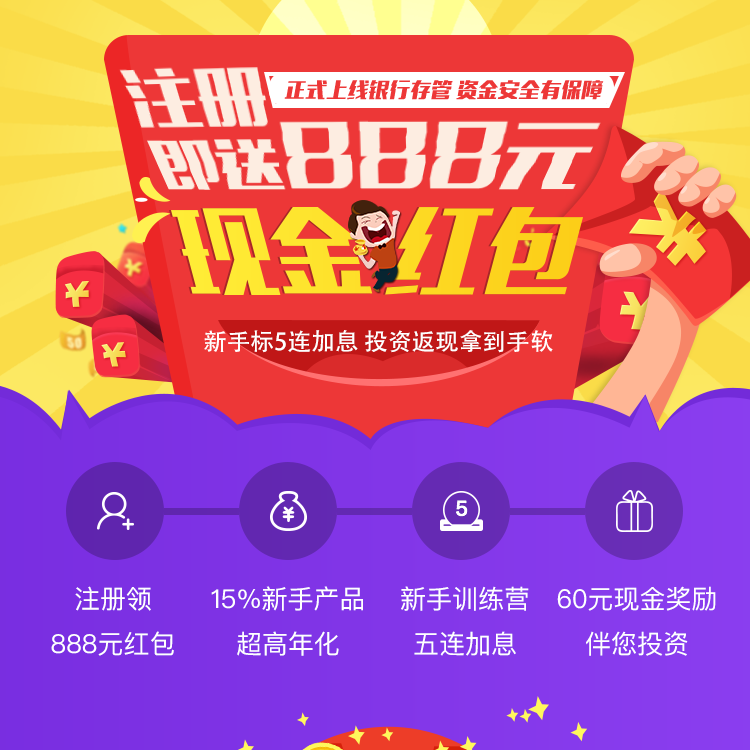 注册
正式上线银行存管 资金安全有保障
即送888元
现金红包
新手标5连加息 投资返现拿到手软
5
注册领
888元红包
15%新手产品
超高年化
新手训练营
五连加息
60元现金奖励
伴您投资